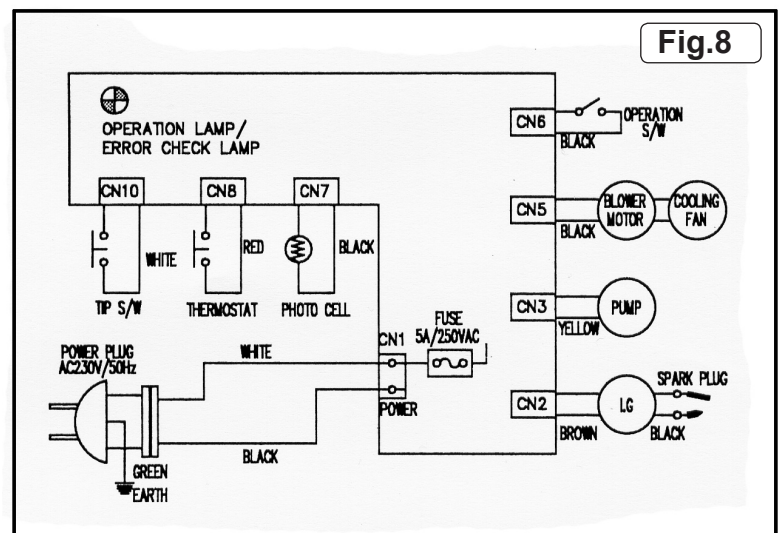 Fig.8
OPERATION LAMP/
ERROR CHECK LAMP
CN6
OPERATION
S/W
BLACK
CN10
CN8
CN7
WHITE
RED
BLACK
TIP S/W
THERMOSTAT
PHOTO CELL
CN5
BLOWER
MOTOR
COOLING
FAN
BLACK
CN3
PUMP
YELLOW
FUSE
5A/250VAC
CN1
POWER
POWER PLUG
AC230V/50Hz
WHITE
BLACK
GREEN
EARTH
CN2
LG
SPARK PLUG
BROWN
BLACK